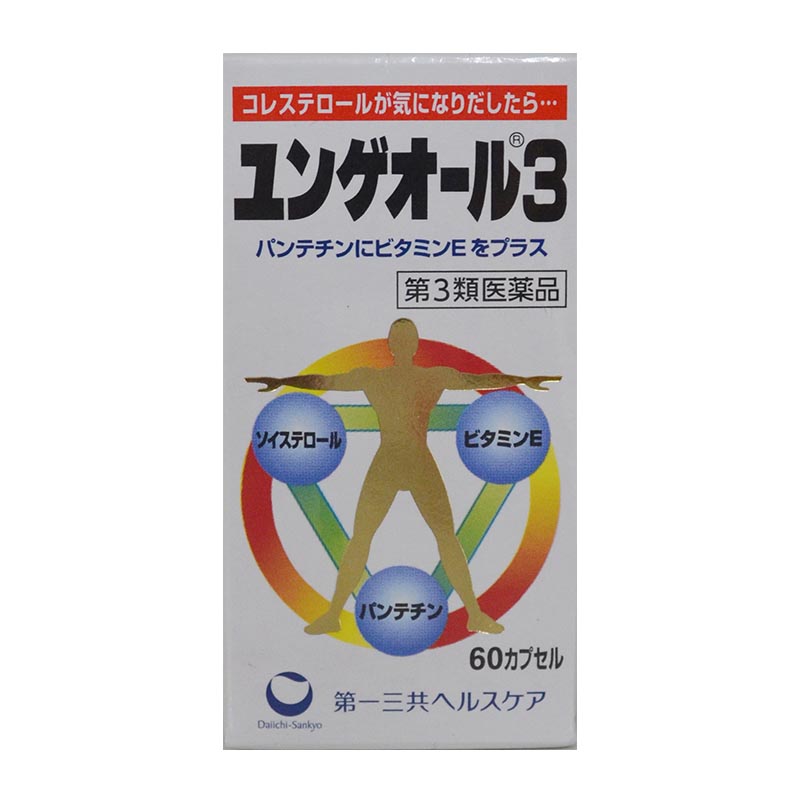 コレステロールが気になりだしたら…
ユンゲオール®3
パンテチンにビタミンEをプラス
第3類医薬品
ソイステロール
ビタミンE
パンテチン
60カプセル
Daiichi-Sankyo
第一三共ヘルスケア